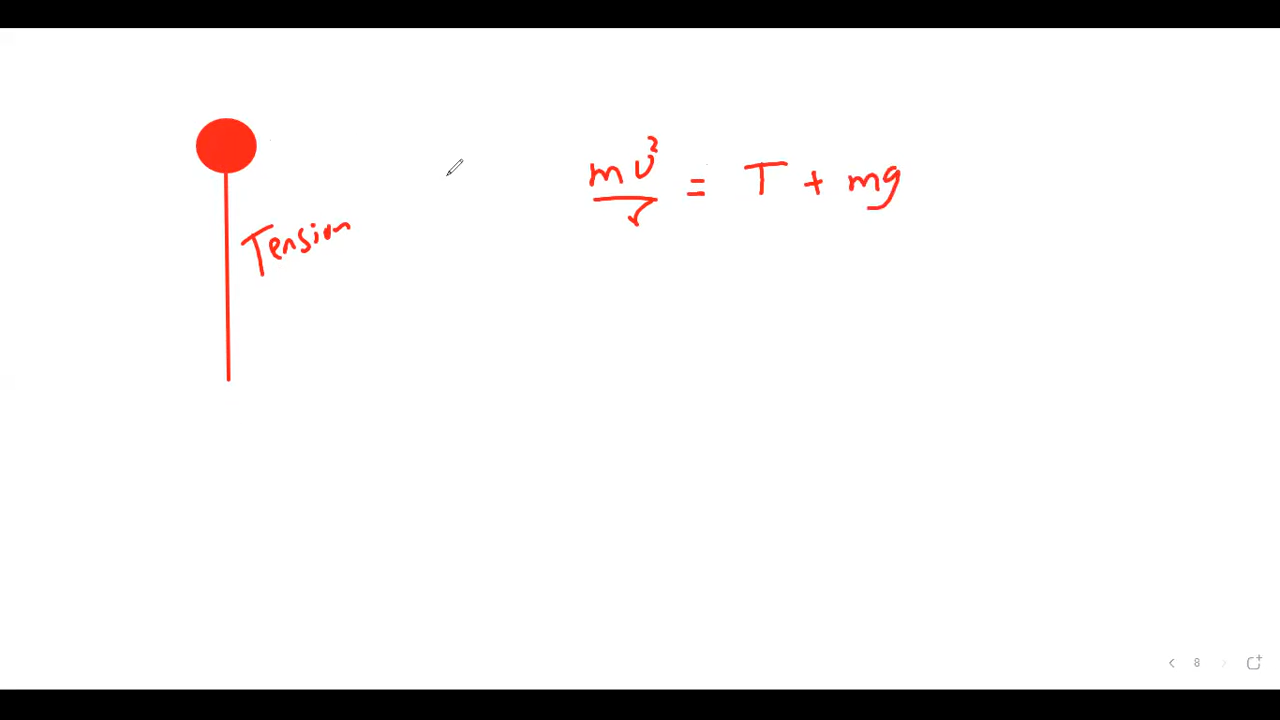 mv²/r = T + mg
Tension
8